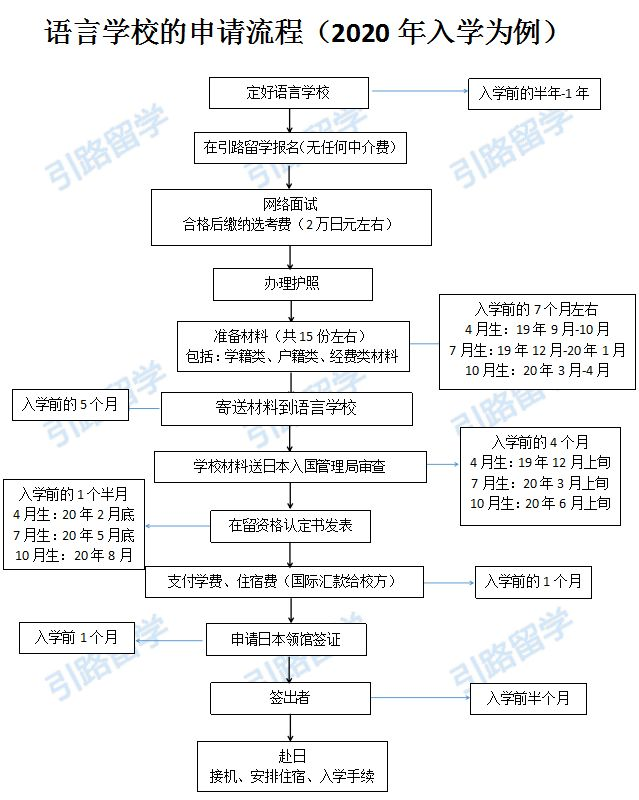 语言学校的申请流程（2020 年入学为例）
定好语言学校
入学前的半年-1 年
在引路留学报名(无任何中介费)
网络面试
合格后缴纳选考费（2 万日元左右）
办理护照
准备材料（共 15 份左右）
包括：学籍类、户籍类、经费类材料
入学前的 7 个月左右
4 月生：19 年 9 月-10 月
7 月生：19 年 12 月-20 年 1 月
10 月生：20 年 3 月-4 月
入学前的 5 个月
寄送材料到语言学校
学校材料送日本入国管理局审查
入学前的 4 个月
4 月生：19 年 12 月上旬
7 月生：20 年 3 月上旬
10 月生：20 年 6 月上旬
入学前的 1 个半月
4 月生：20 年 2 月底
7 月生：20 年 5 月底
10 月生：20 年 8 月
在留资格认定书发表
支付学费、住宿费（国际汇款给校方）
入学前的 1 个月
入学前 1 个月
申请日本领馆签证
签出者
入学前半个月
赴日
接机、安排住宿、入学手续
引路留学
引路留学
引路留学
引路留学
引路留学
引路留学
引路留学
引路留学
引路留学